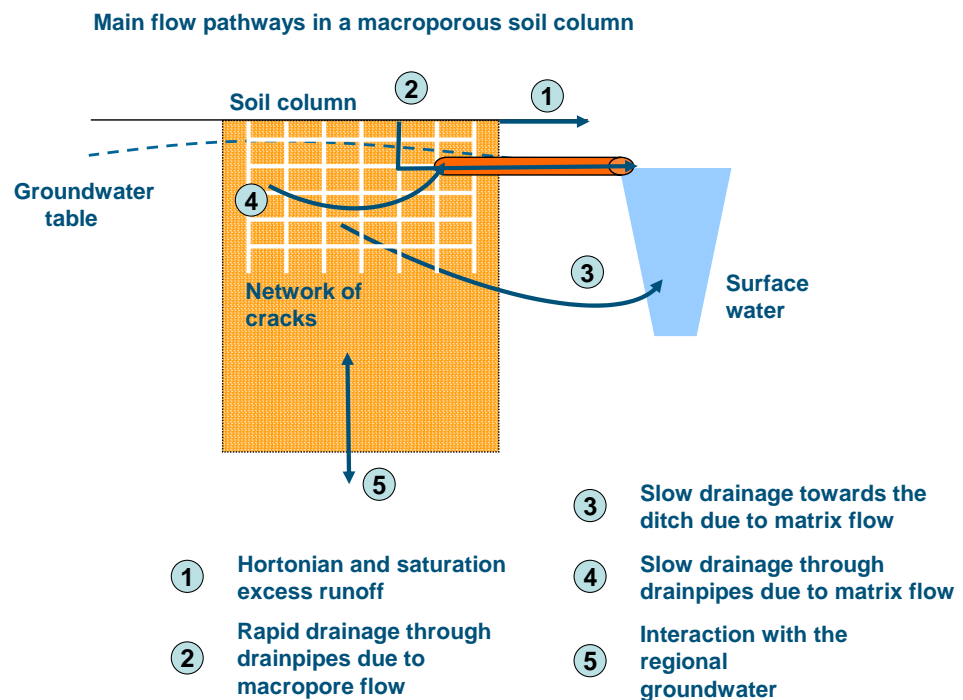 Main flow pathways in a macroporous soil column
2
1
Soil column
Groundwater
table
4
3
Network of
cracks
Surface
water
5
1
Hortonian and saturation
excess runoff
2
Rapid drainage through
drainpipes due to
macropore flow
3
Slow drainage towards the
ditch due to matrix flow
4
Slow drainage through
drainpipes due to matrix flow
5
Interaction with the
regional
groundwater